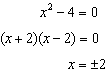 x² − 4 = 0
(x + 2)(x − 2) = 0
x = ±2